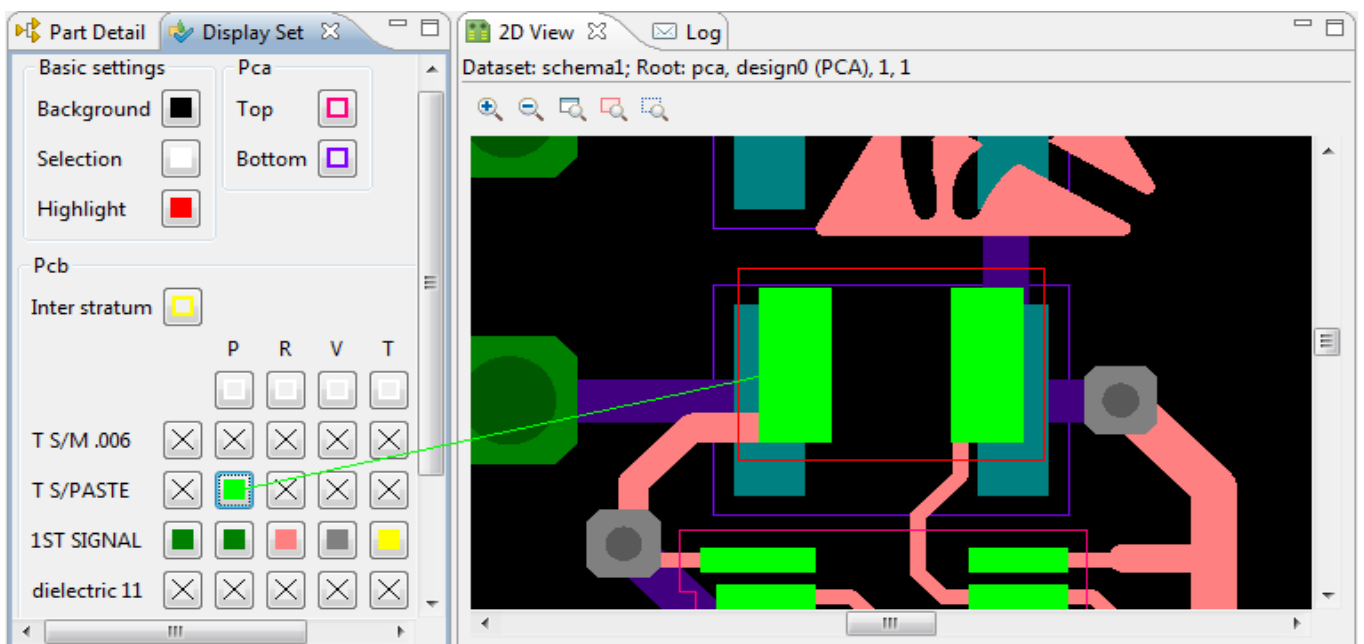 Part Detail
Display Set
Basic settings
Pca
Background
Top
Selection
Bottom
Highlight
Pcb
Inter stratum
P R V T
T S/M .006
T S/PASTE
1ST SIGNAL
dielectric 11
2D View
Log
Dataset: schema1; Root: pca, design0 (PCA), 1, 1